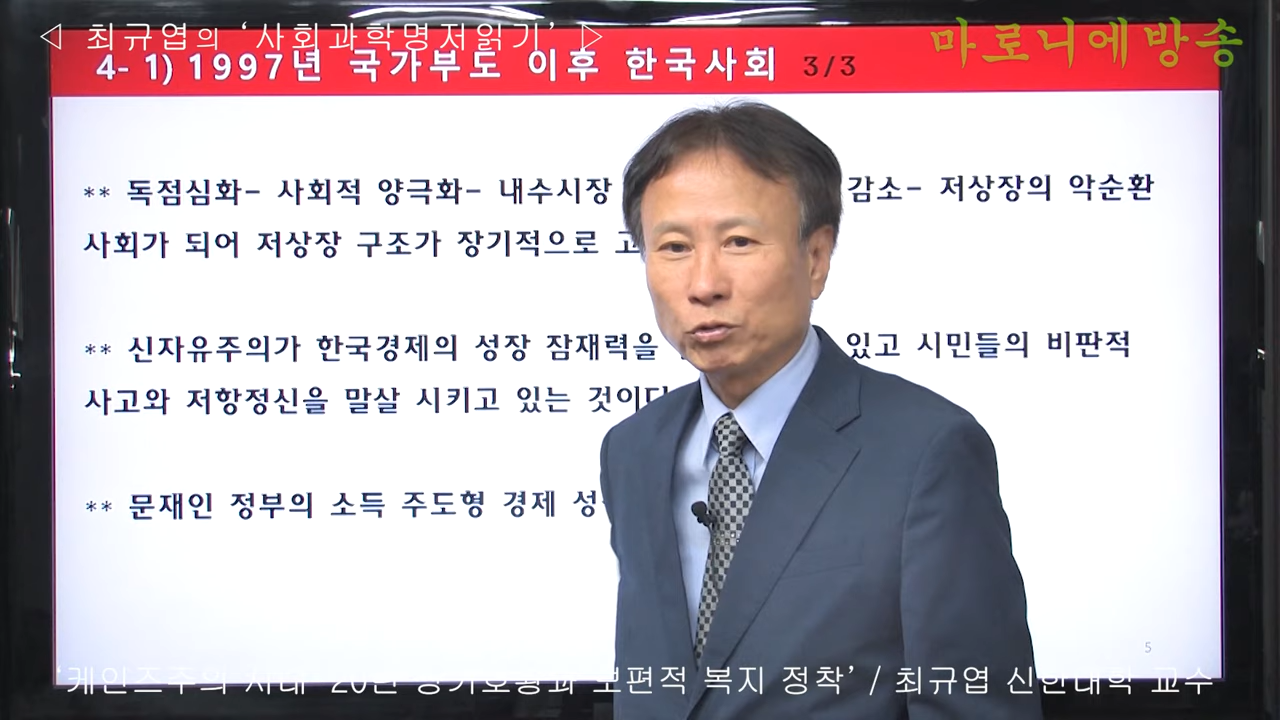 ◁ 최규엽의 '사회과학명저읽기' ▷
마로니에방송
4- 1) 1997년 국가부도 이후 한국사회 3/3
** 독점심화- 사회적 양극화- 내수시장 감소- 저상장의 악순환
사회가 되어 저상장 구조가 장기적으로
** 신자유주의가 한국경제의 성장 잠재력을 있고 시민들의 비판적
사고와 저항정신을 말살 시키고 있는 것이다
** 문재인 정부의 소득 주도형 경제
5
'케인즈주의 시대 20년 장기호황과 보편적 복지 정착' / 최규엽 신한대학 교수